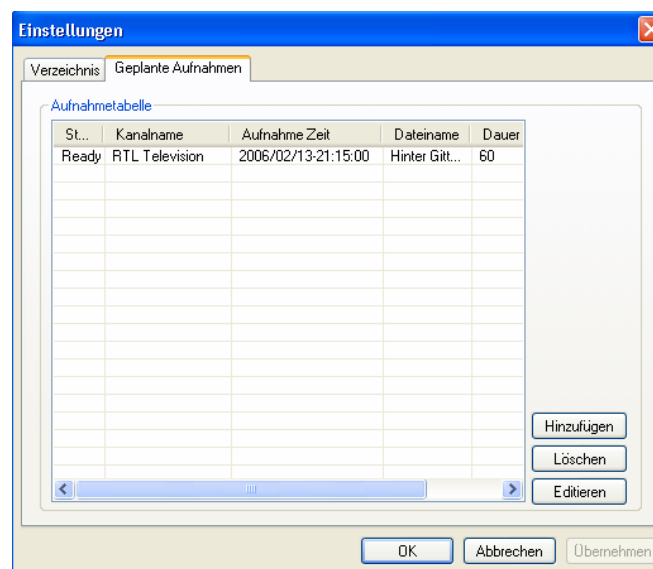 Einstellungen
Verzeichnis Geplante Aufnahmen
Aufnahmetabelle
St... Kanalname Aufnahme Zeit Dateiname Dauer
Ready RTL Television 2006/02/13-21:15:00 Hinter Gitt... 60
Hinzufügen
Löschen
Editieren
OK Abbrechen Übernehmen